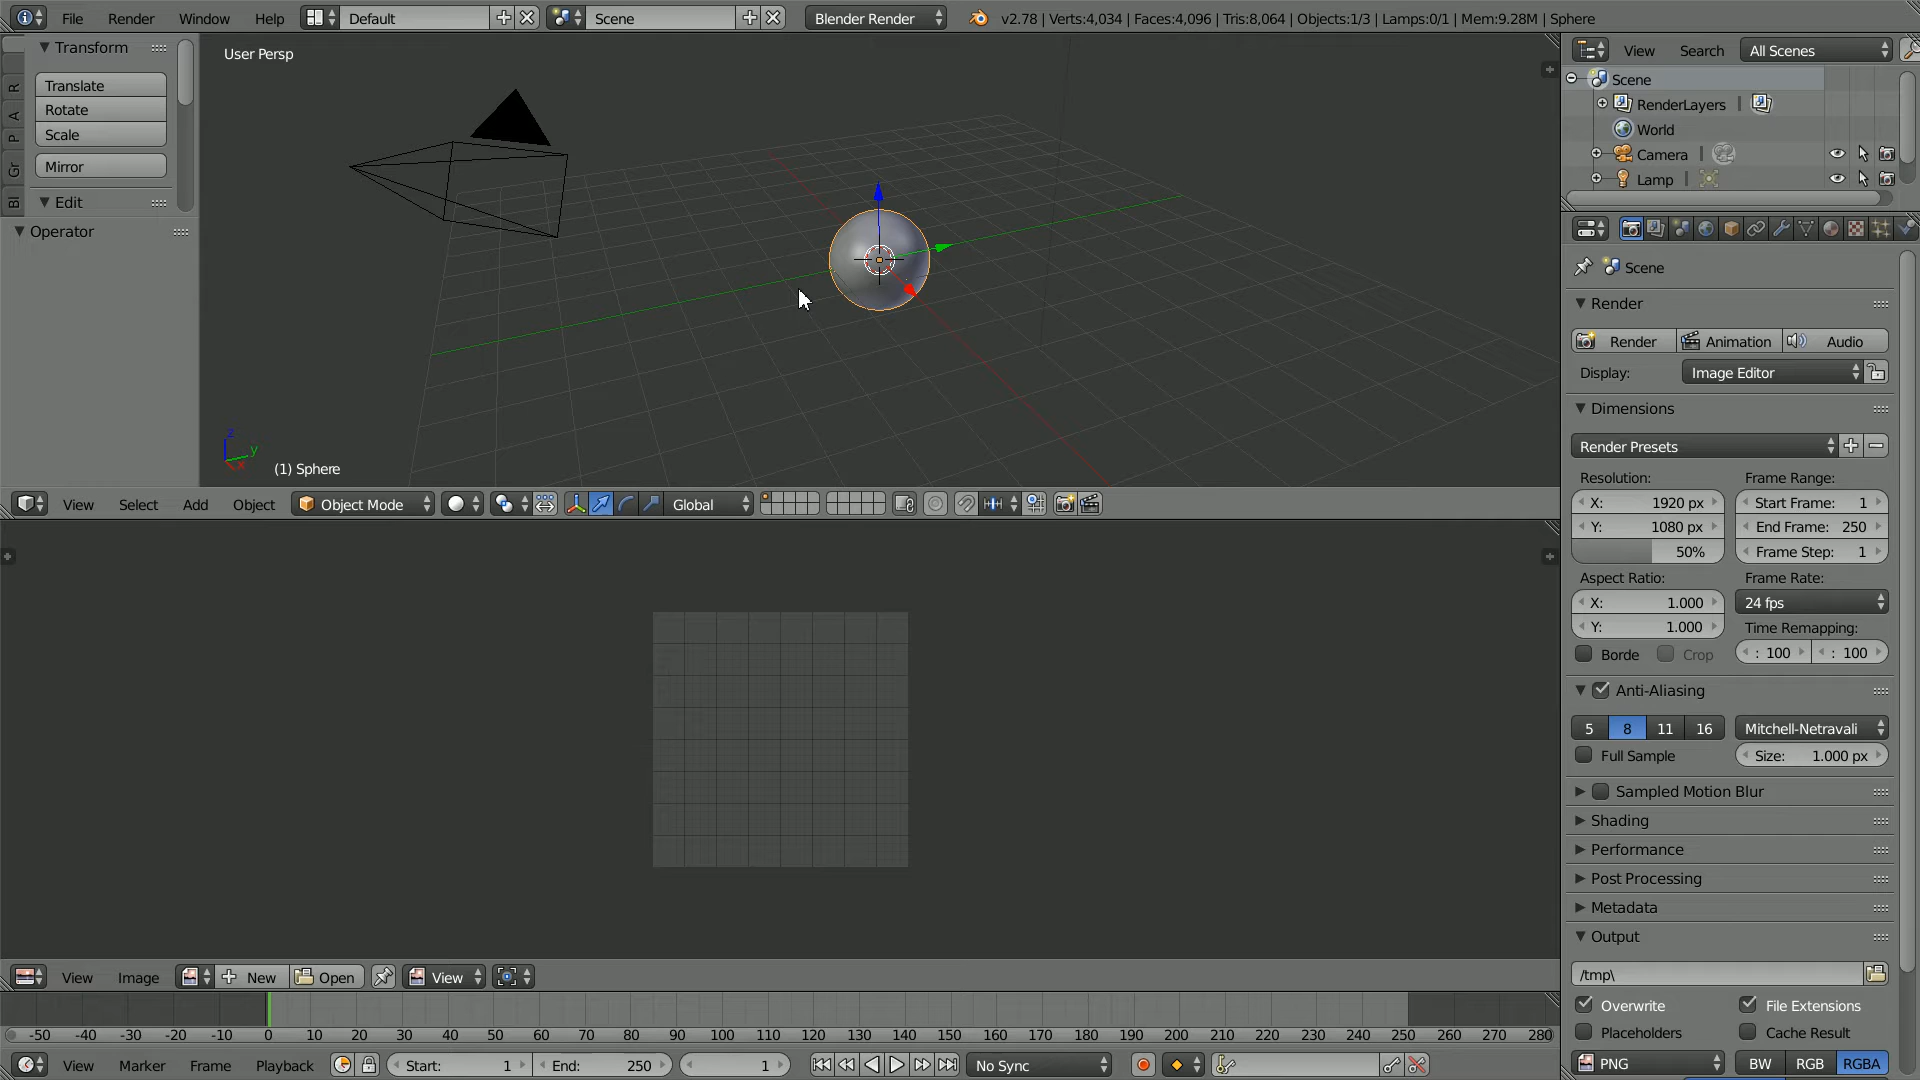 File Render Window Help Default Scene Blender Render v2.78 | Verts:4,034 | Faces:4,096 | Tris:8,064 | Objects:1/3 | Lamps:0/1 | Mem:9.28M | Sphere
Transform
Translate
Rotate
Scale
Mirror
Edit
Operator
R
A
P
Gr
Bl
User Persp
z
y
x
(1) Sphere
View Select Add Object Object Mode Global
View Image New Open View
-50 -40 -30 -20 -10 0 10 20 30 40 50 60 70 80 90 100 110 120 130 140 150 160 170 180 190 200 210 220 230 240 250 260 270 280
View Marker Frame Playback Start: 1 End: 250 1 No Sync
View Search All Scenes
Scene
RenderLayers |
World
Camera |
Lamp |
Scene
Render
Render Animation Audio
Display: Image Editor
Dimensions
Render Presets
Resolution: Frame Range:
X: 1920 px Start Frame: 1
Y: 1080 px End Frame: 250
50% Frame Step: 1
Aspect Ratio: Frame Rate:
X: 1.000 24 fps
Y: 1.000 Time Remapping:
Borde Crop : 100 : 100
Anti-Aliasing
5 8 11 16 Mitchell-Netravali
Full Sample Size: 1.000 px
Sampled Motion Blur
Shading
Performance
Post Processing
Metadata
Output
/tmp\
Overwrite File Extensions
Placeholders Cache Result
PNG BW RGB RGBA